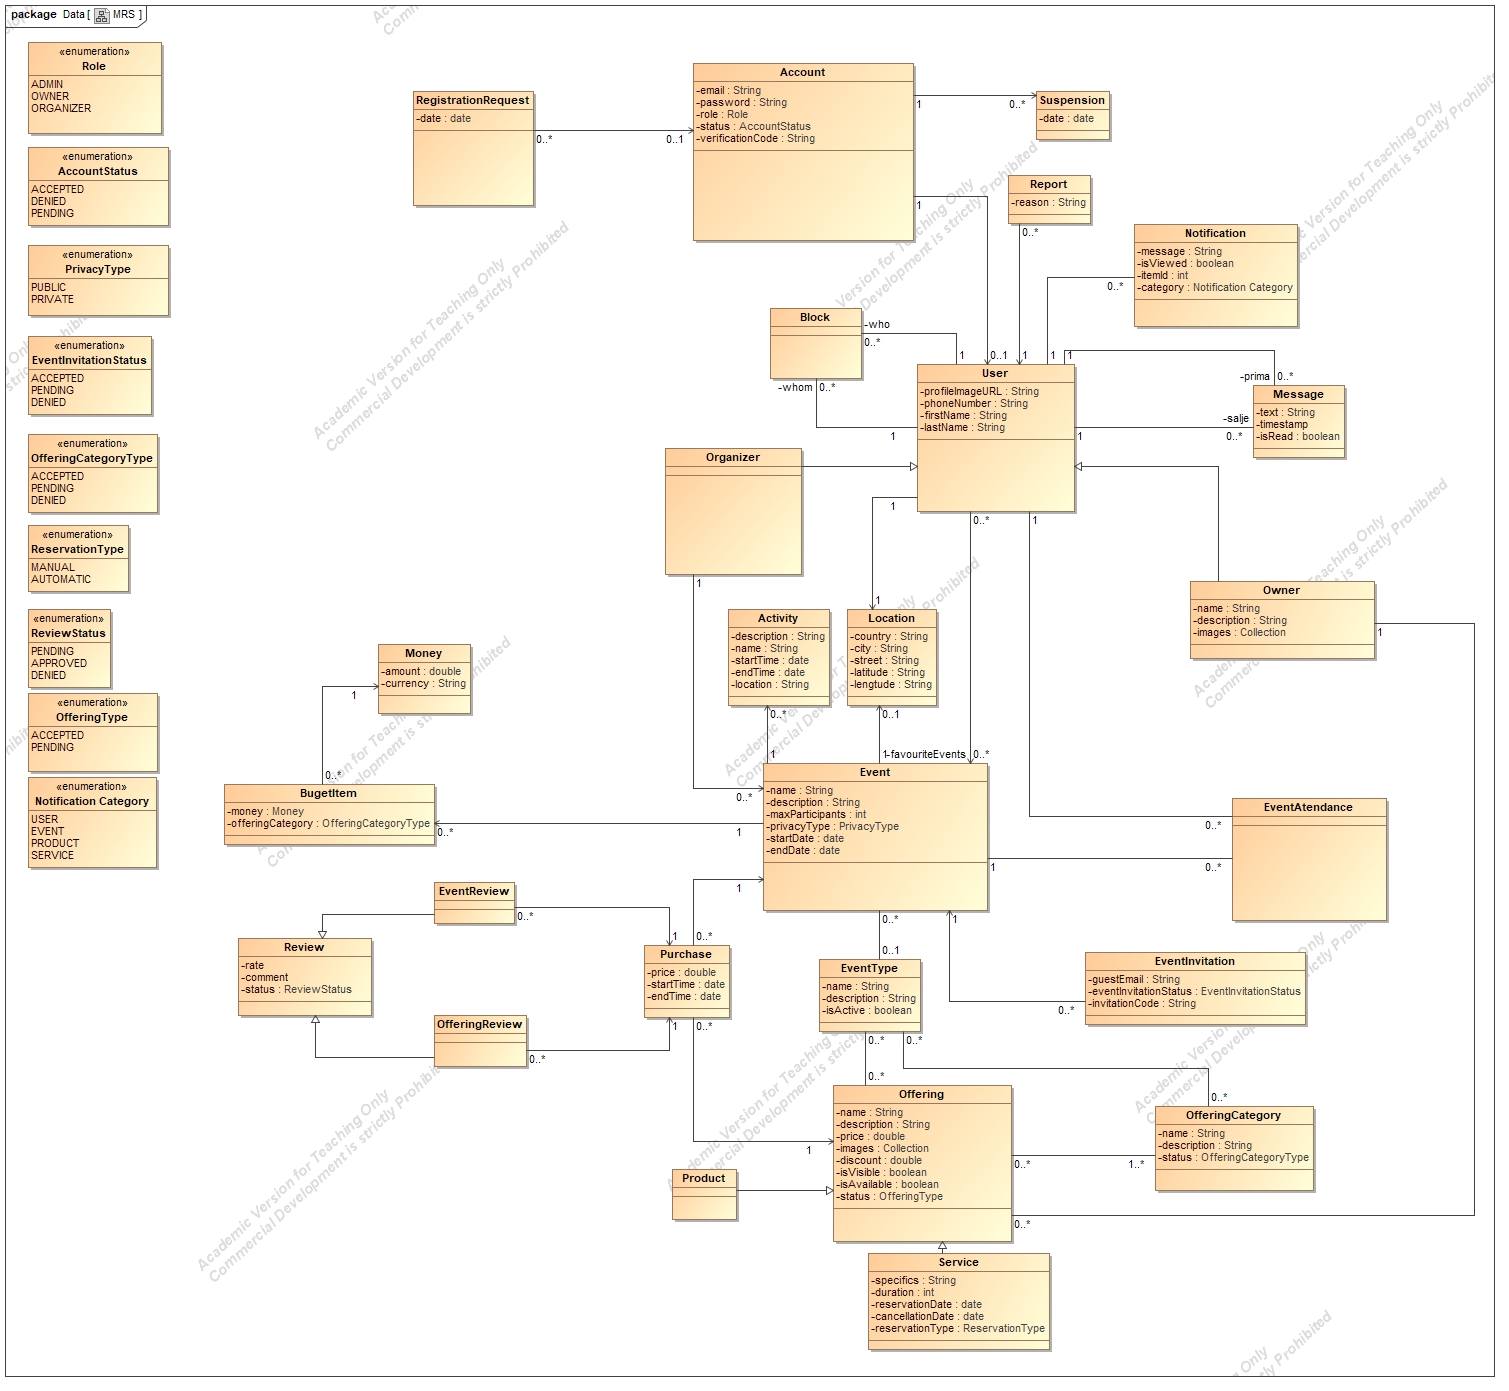 package Data [ MRS ]
«enumeration»
Role
ADMIN
OWNER
ORGANIZER
«enumeration»
AccountStatus
ACCEPTED
DENIED
PENDING
«enumeration»
PrivacyType
PUBLIC
PRIVATE
«enumeration»
EventInvitationStatus
ACCEPTED
PENDING
DENIED
«enumeration»
OfferingCategoryType
ACCEPTED
PENDING
DENIED
«enumeration»
ReservationType
MANUAL
AUTOMATIC
«enumeration»
ReviewStatus
PENDING
APPROVED
DENIED
«enumeration»
OfferingType
ACCEPTED
PENDING
«enumeration»
Notification Category
USER
EVENT
PRODUCT
SERVICE
RegistrationRequest
-date : date
0..*
0..1
Account
-email : String
-password : String
-role : Role
-status : AccountStatus
-verificationCode : String
1
0..*
1
Suspension
-date : date
Report
-reason : String
0..*
Notification
-message : String
-isViewed : boolean
-itemId : int
-category : Notification Category
0..*
Block
-who
0..*
-whom
0..*
1
0..1
1
1
1
User
-profileImageURL : String
-phoneNumber : String
-firstName : String
-lastName : String
1
1
1
0..*
1
-prima
0..*
-salje
0..*
Message
-text : String
-timestamp
-isRead : boolean
Organizer
1
Owner
-name : String
-description : String
-images : Collection
1
Activity
-description : String
-name : String
-startTime : date
-endTime : date
-location : String
0..*
1
Location
-country : String
-city : String
-street : String
-latitude : String
-lengtude : String
1
0..1
1
-favouriteEvents
0..*
Money
-amount : double
-currency : String
1
0..*
BugetItem
-money : Money
-offeringCategory : OfferingCategoryType
0..*
Event
-name : String
-description : String
-maxParticipants : int
-privacyType : PrivacyType
-startDate : date
-endDate : date
0..*
1
1
1
0..*
1
EventAtendance
0..*
0..*
EventReview
0..*
Review
-rate
-comment
-status : ReviewStatus
OfferingReview
0..*
Purchase
-price : double
-startTime : date
-endTime : date
1
0..*
1
0..*
EventType
-name : String
-description : String
-isActive : boolean
0..1
0..*
0..*
EventInvitation
-guestEmail : String
-eventInvitationStatus : EventInvitationStatus
-invitationCode : String
0..*
Offering
-name : String
-description : String
-price : double
-images : Collection
-discount : double
-isVisible : boolean
-isAvailable : boolean
-status : OfferingType
0..*
1
0..*
0..*
OfferingCategory
-name : String
-description : String
-status : OfferingCategoryType
0..*
1..*
Product
Service
-specifics : String
-duration : int
-reservationDate : date
-cancellationDate : date
-reservationType : ReservationType
Academic Version for Teaching Only
Commercial Development is strictly Prohibited